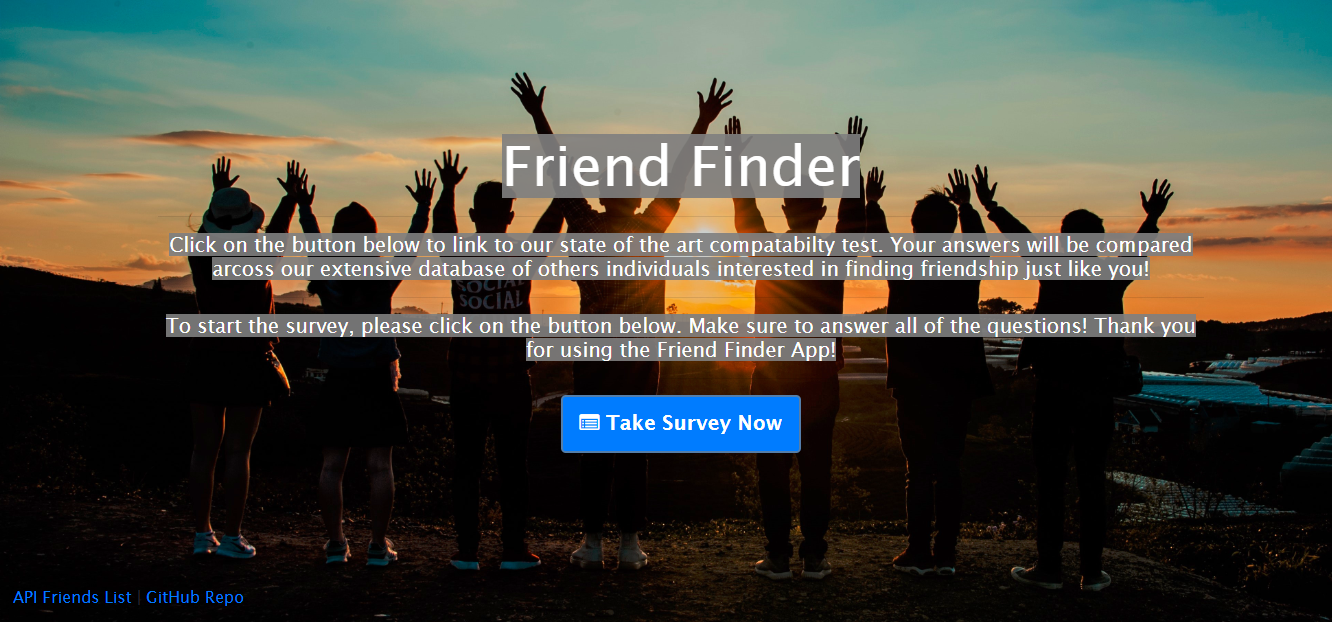 Friend Finder
Click on the button below to link to our state of the art compatabilty test. Your answers will be compared
arcoss our extensive database of others individuals interested in finding friendship just like you!
SOCIAL
SOCIAL
To start the survey, please click on the button below. Make sure to answer all of the questions! Thank you
for using the Friend Finder App!
Take Survey Now
API Friends List | GitHub Repo